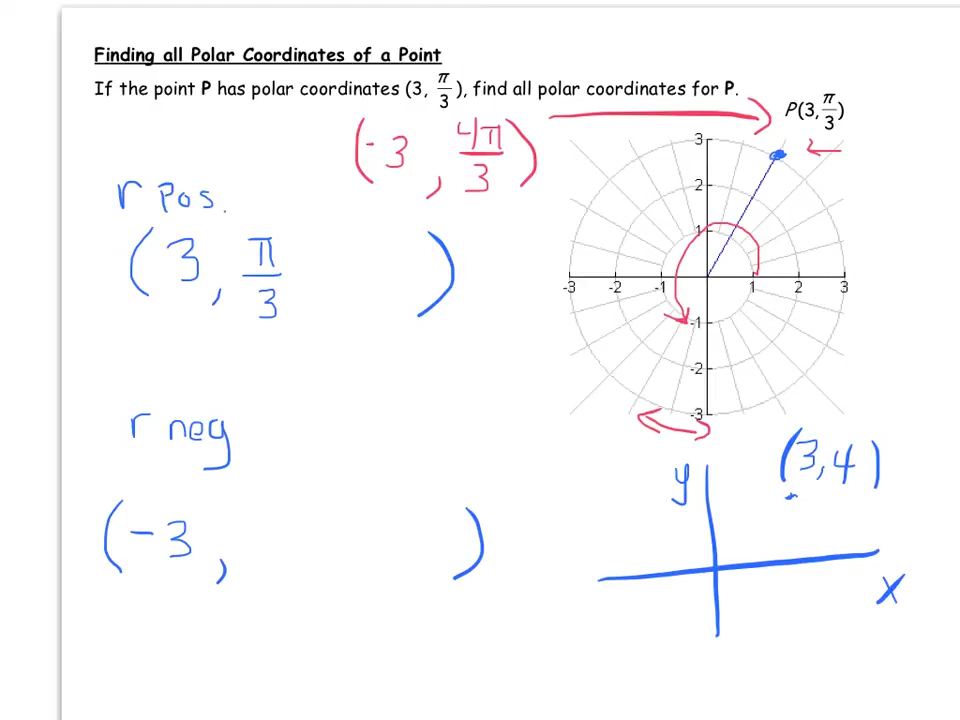 Finding all Polar Coordinates of a Point
If the point P has polar coordinates (3, π/3), find all polar coordinates for P.
P(3, π/3)
(-3, 4π/3)
r pos.
(3, π/3 )
3
2
1
-3 -2 -1 1 2 3
-1
-2
-3
r neg
(-3, )
y (3,4)
x